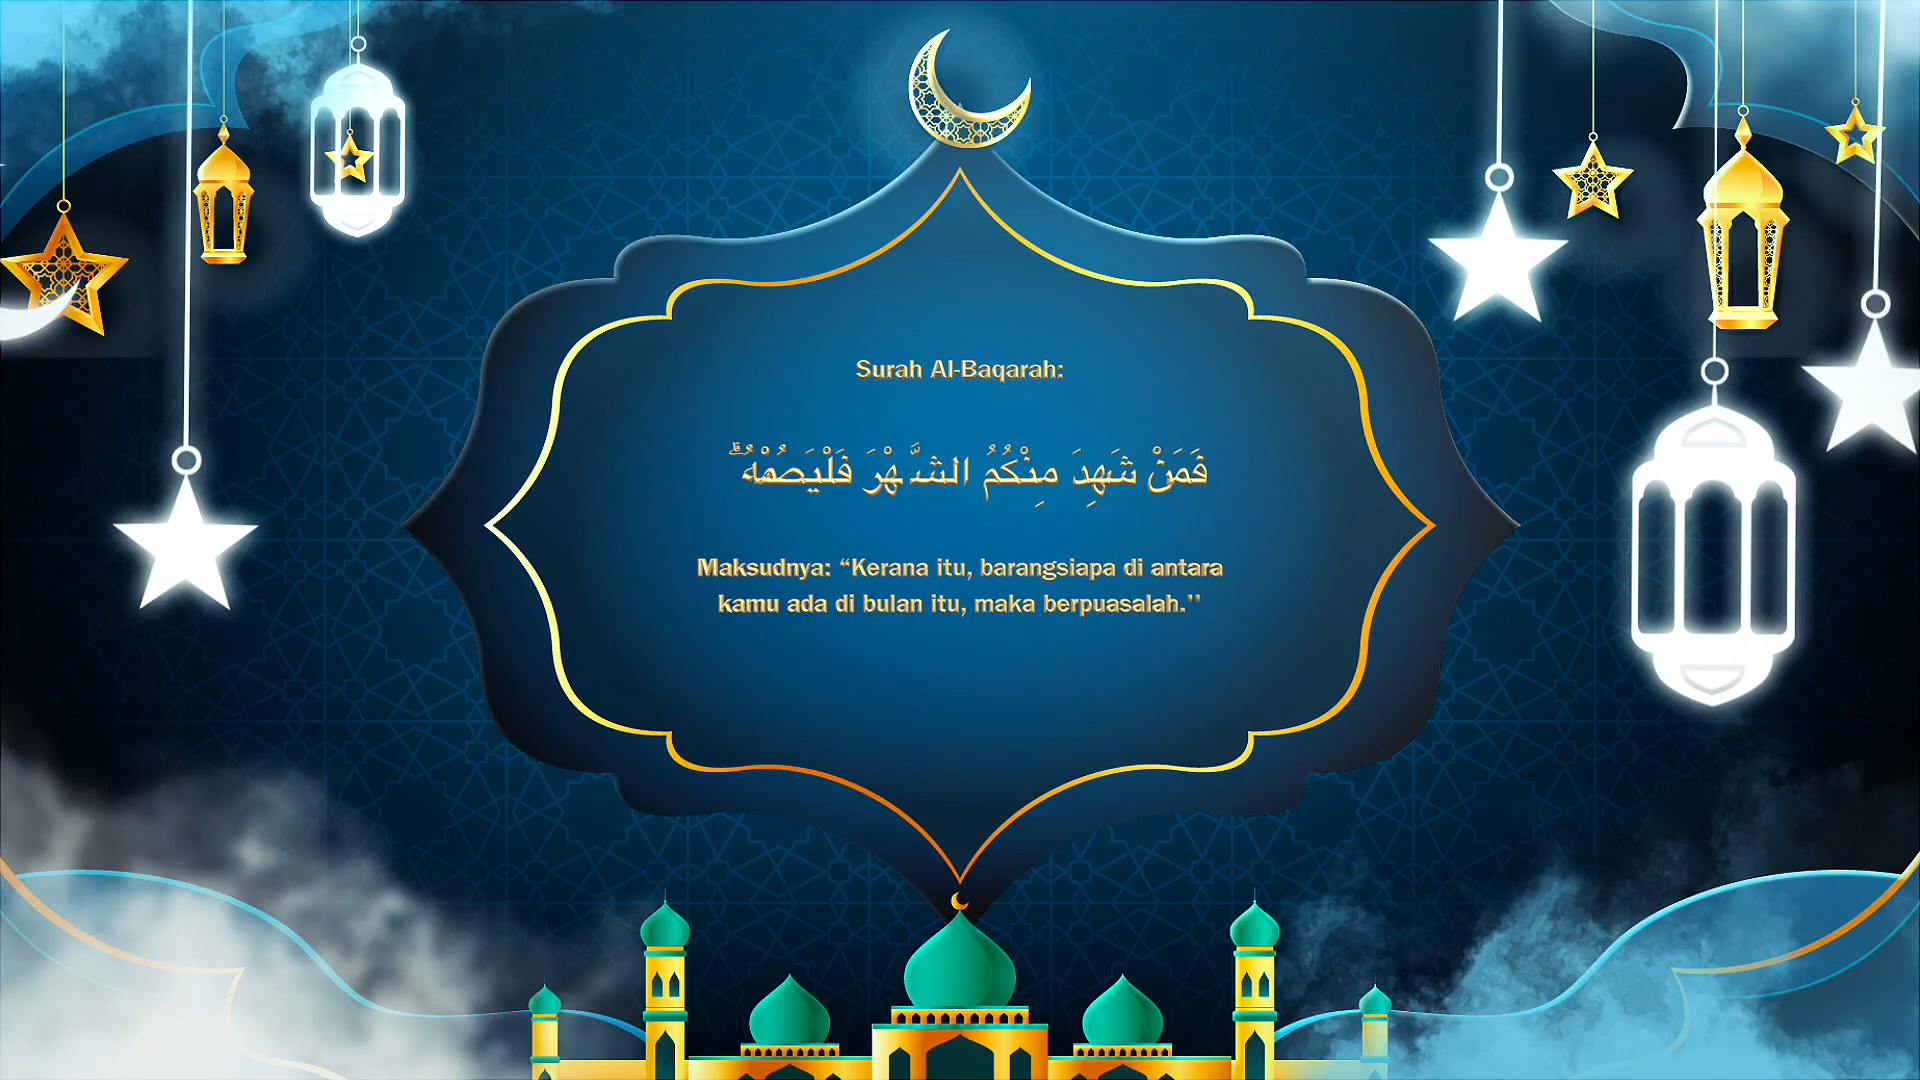 Surah Al-Baqarah:
فَمَنْ شَهِدَ مِنْكُمُ الشَّهْرَ فَلْيَصُمْهُ ۗ
Maksudnya: “Kerana itu, barangsiapa di antara
kamu ada di bulan itu, maka berpuasalah.''